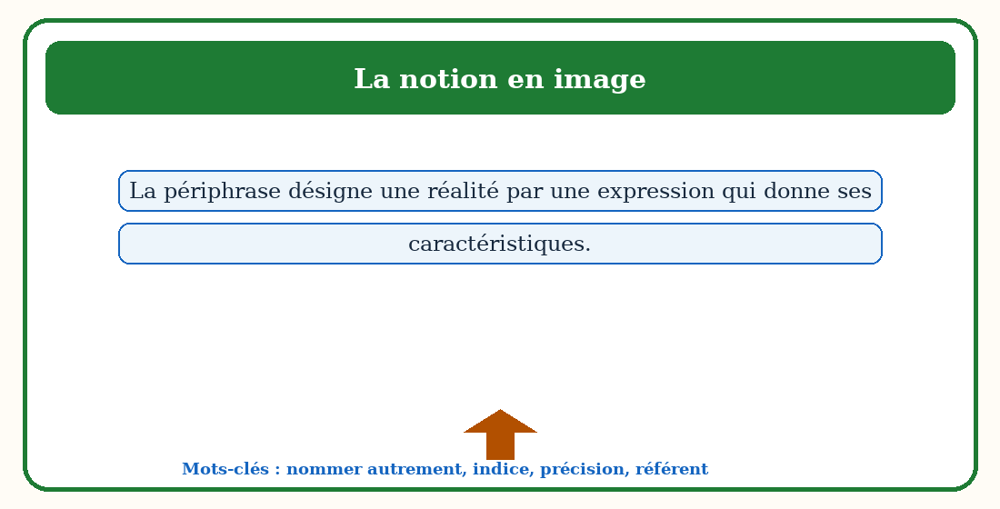 La notion en image
La périphrase désigne une réalité par une expression qui donne ses
caractéristiques.
Mots-clés : nommer autrement, indice, précision, référent